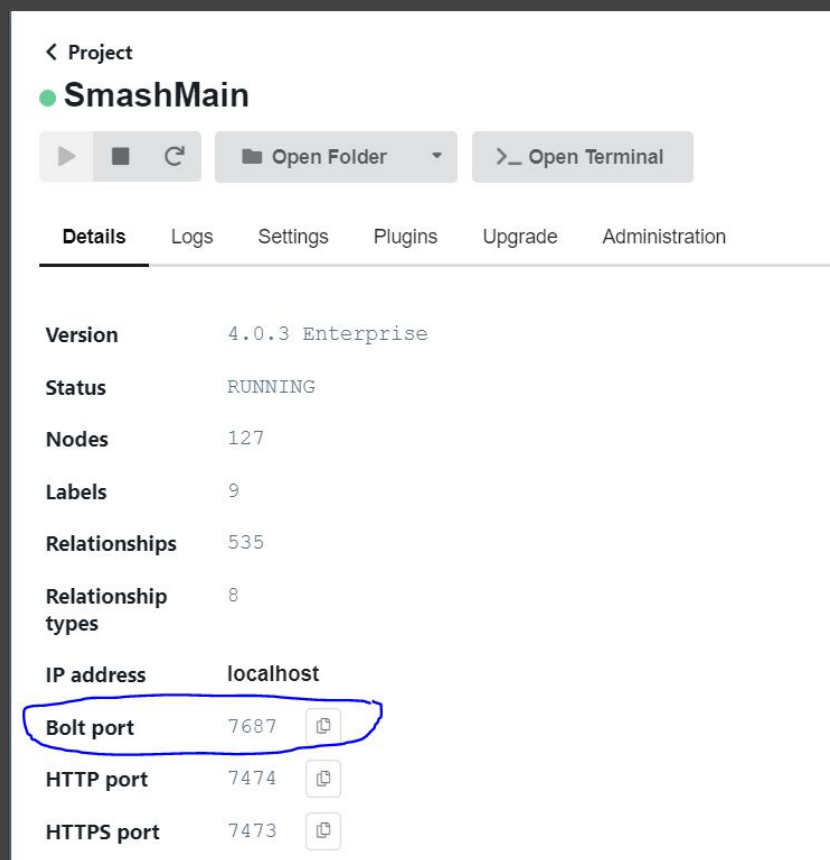 Project
SmashMain
Open Folder
>_ Open Terminal
Details Logs Settings Plugins Upgrade Administration
Version 4.0.3 Enterprise
Status RUNNING
Nodes 127
Labels 9
Relationships 535
Relationship types 8
IP address localhost
Bolt port 7687
HTTP port 7474
HTTPS port 7473